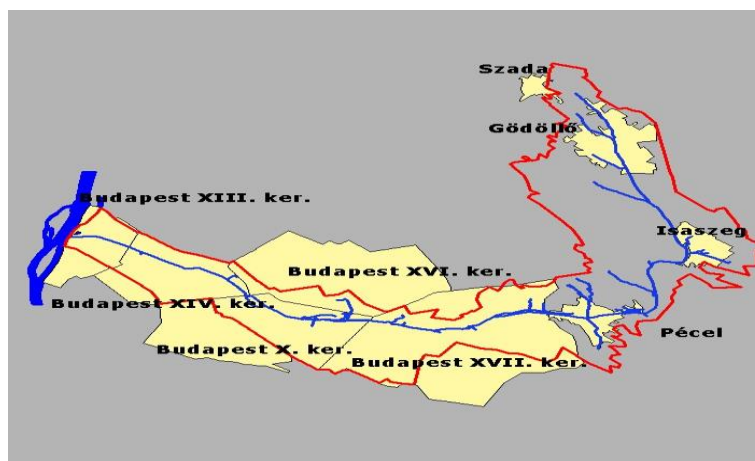 Szada
Gödöllő
Budapest XIII. ker.
Isaszeg
Budapest XVI. ker.
Budapest XIV. ker.
Pécel
Budapest X. ker.
Budapest XVII. ker.